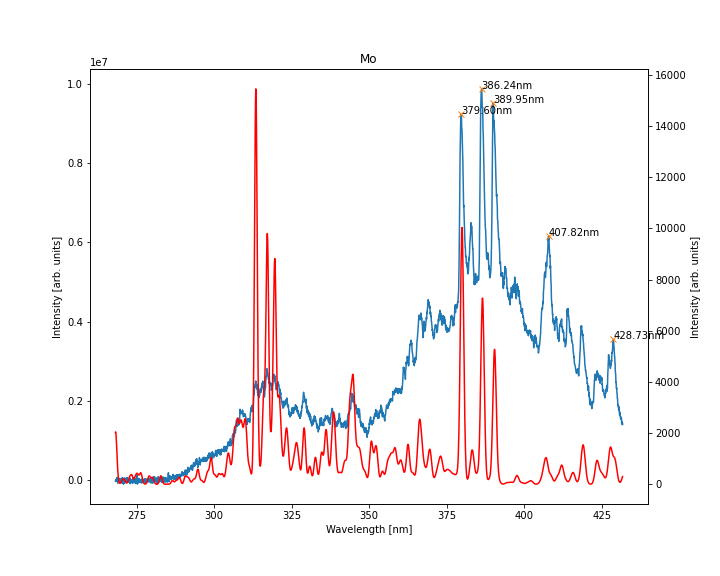 Mo
1e7
1.0
0.8
0.6
0.4
0.2
0.0
Intensity [arb. units]
386.24nm
389.95nm
379.60nm
407.82nm
428.73nm
16000
14000
12000
10000
8000
6000
4000
2000
0
Intensity [arb. units]
275
300
325
350
375
400
425
Wavelength [nm]